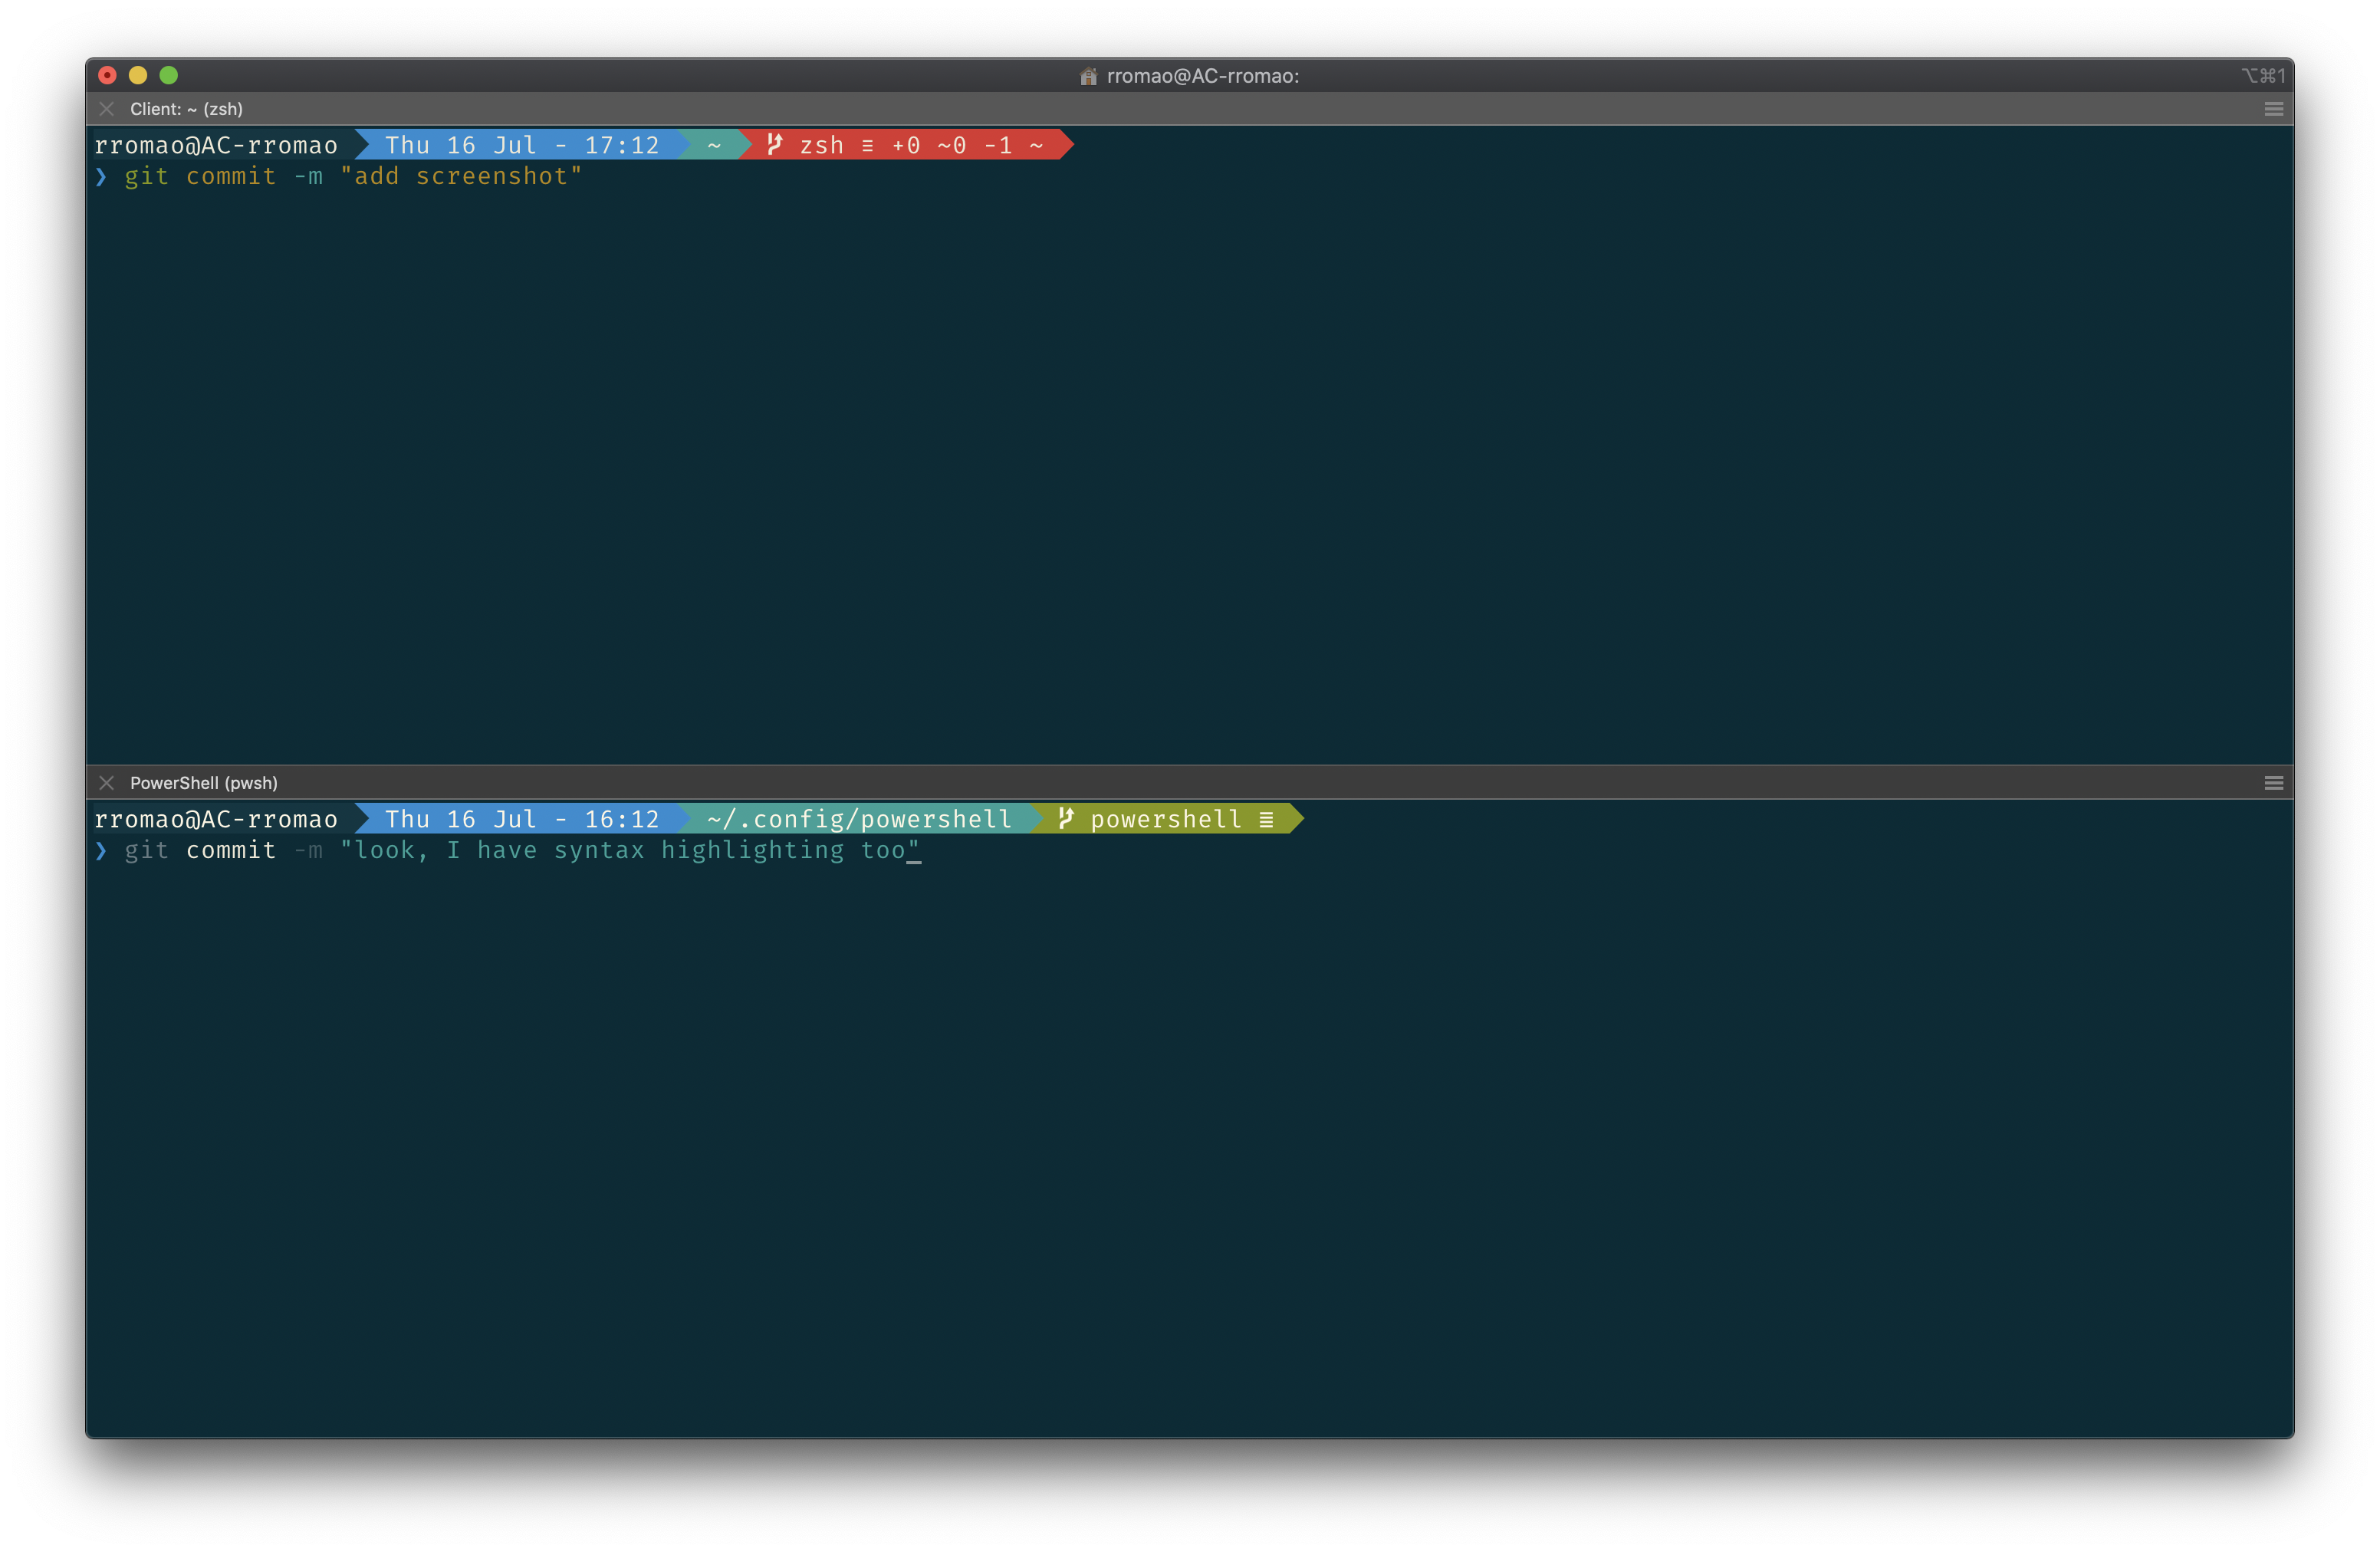 rromao@AC-rromao:
⌥⌘1
Client: ~ (zsh)
rromao@AC-rromao Thu 16 Jul - 17:12 ~ zsh ≡ +0 ~0 -1 ~
❯ git commit -m "add screenshot"
PowerShell (pwsh)
rromao@AC-rromao Thu 16 Jul - 16:12 ~/.config/powershell powershell ≣
❯ git commit -m "look, I have syntax highlighting too"